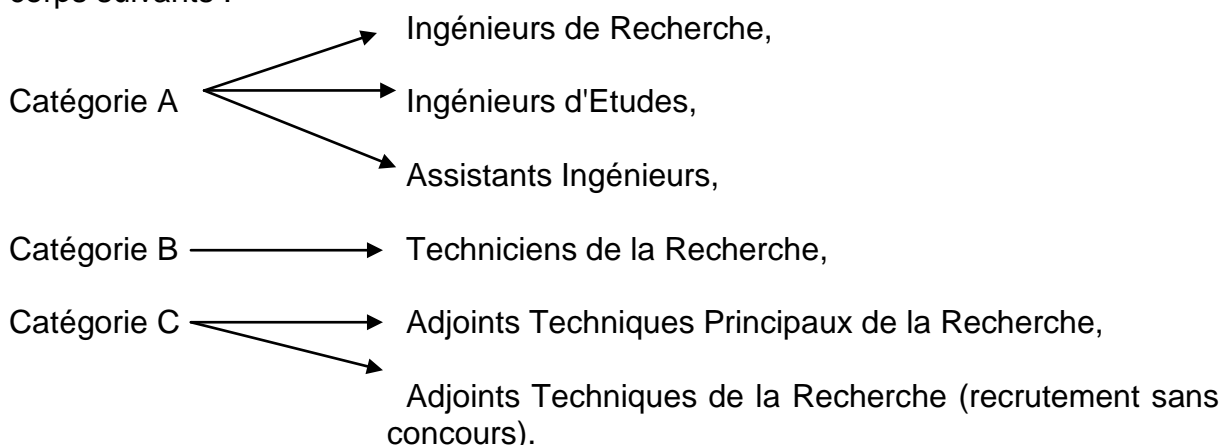 corps suivants :
Ingénieurs de Recherche,
Catégorie A
Ingénieurs d'Etudes,
Assistants Ingénieurs,
Catégorie B
Techniciens de la Recherche,
Catégorie C
Adjoints Techniques Principaux de la Recherche,
Adjoints Techniques de la Recherche (recrutement sans
concours).